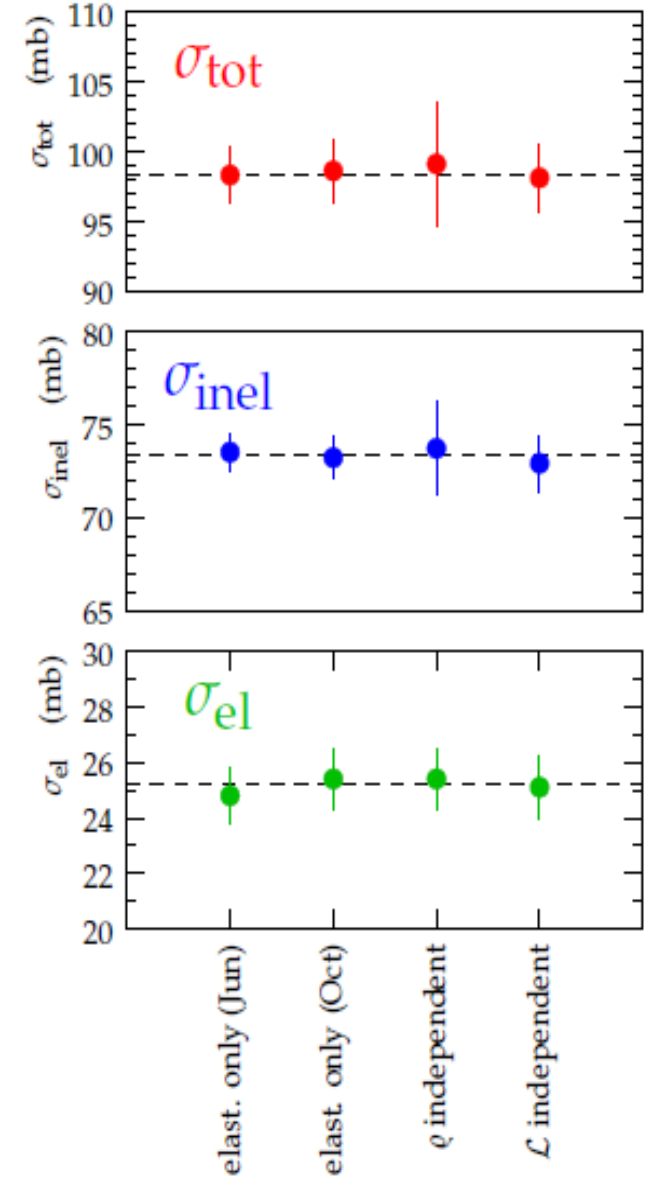 110
105
100
95
90
σtot (mb)
σtot
80
75
70
65
σinel (mb)
σinel
30
28
26
24
22
20
σel (mb)
σel
elast. only (Jun)
elast. only (Oct)
ϱ independent
ℒ independent